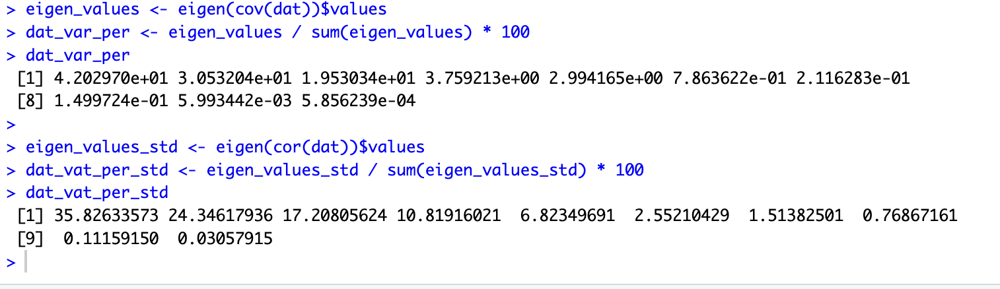 > eigen_values <- eigen(cov(dat))$values
> dat_var_per <- eigen_values / sum(eigen_values) * 100
> dat_var_per
[1] 4.202970e+01 3.053204e+01 1.953034e+01 3.759213e+00 2.994165e+00 7.863622e-01 2.116283e-01
[8] 1.499724e-01 5.993442e-03 5.856239e-04
>
> eigen_values_std <- eigen(cor(dat))$values
> dat_vat_per_std <- eigen_values_std / sum(eigen_values_std) * 100
> dat_vat_per_std
[1] 35.82633573 24.34617936 17.20805624 10.81916021  6.82349691  2.55210429  1.51382501  0.76867161
[9]  0.11159150  0.03057915
>